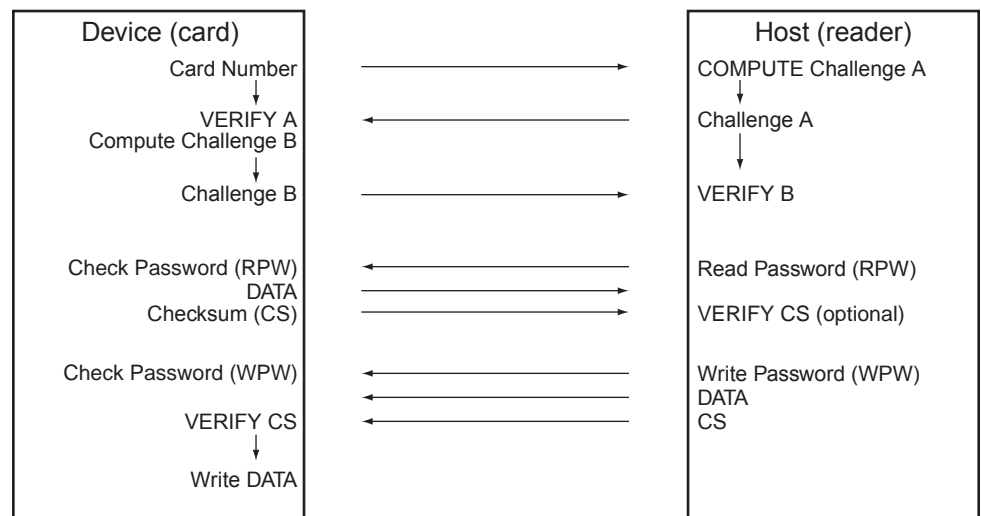 Device (card)
Host (reader)
Card Number
COMPUTE Challenge A
VERIFY A
Challenge A
Compute Challenge B
Challenge B
VERIFY B
Check Password (RPW)
Read Password (RPW)
DATA
Checksum (CS)
VERIFY CS (optional)
Check Password (WPW)
Write Password (WPW)
DATA
VERIFY CS
CS
Write DATA